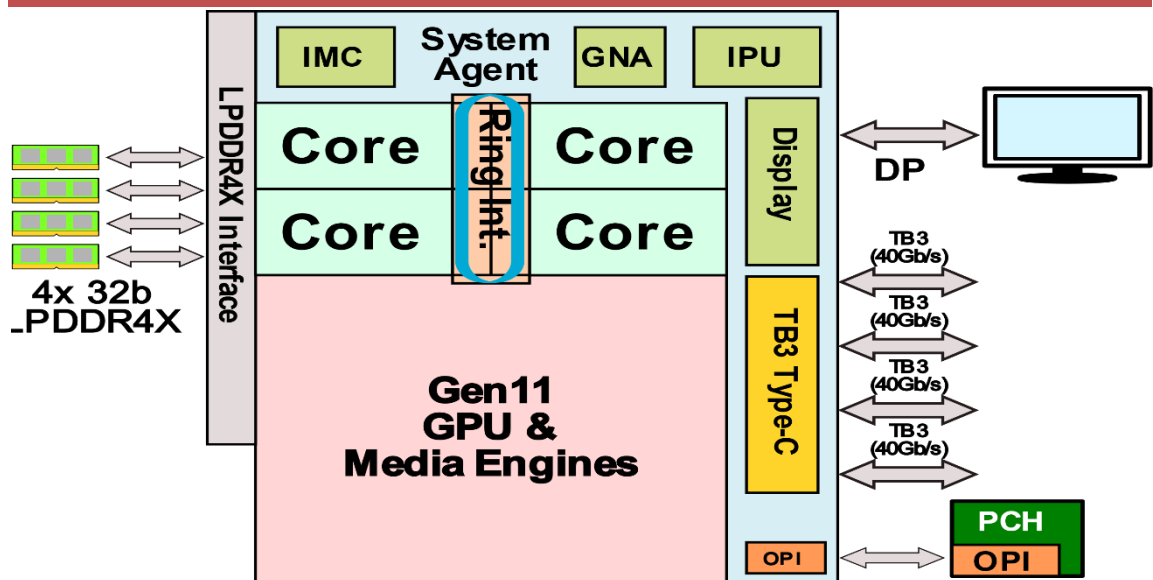 IMC
System
Agent
GNA
IPU
LPDDR4X Interface
Core
Ring Int.
Core
Core
Core
Display
DP
4x 32b
LPDDR4X
TB3
(40Gb/s)
TB3
(40Gb/s)
TB3
(40Gb/s)
TB3
(40Gb/s)
TB3 Type-C
Gen11
GPU &
Media Engines
OPI
PCH
OPI